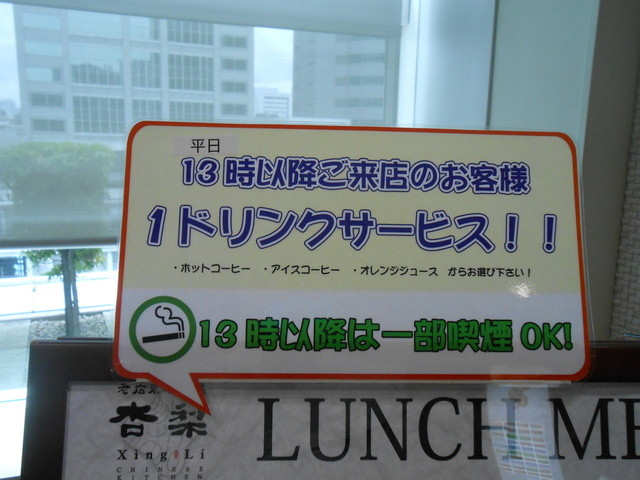 平日
13時以降ご来店のお客様
1ドリンクサービス!!
・ホットコーヒー ・アイスコーヒー ・オレンジジュース からお選び下さい!
13時以降は一部喫煙OK!
杏梨
Xing Li
CHINESE
KITCHEN
LUNCH ME